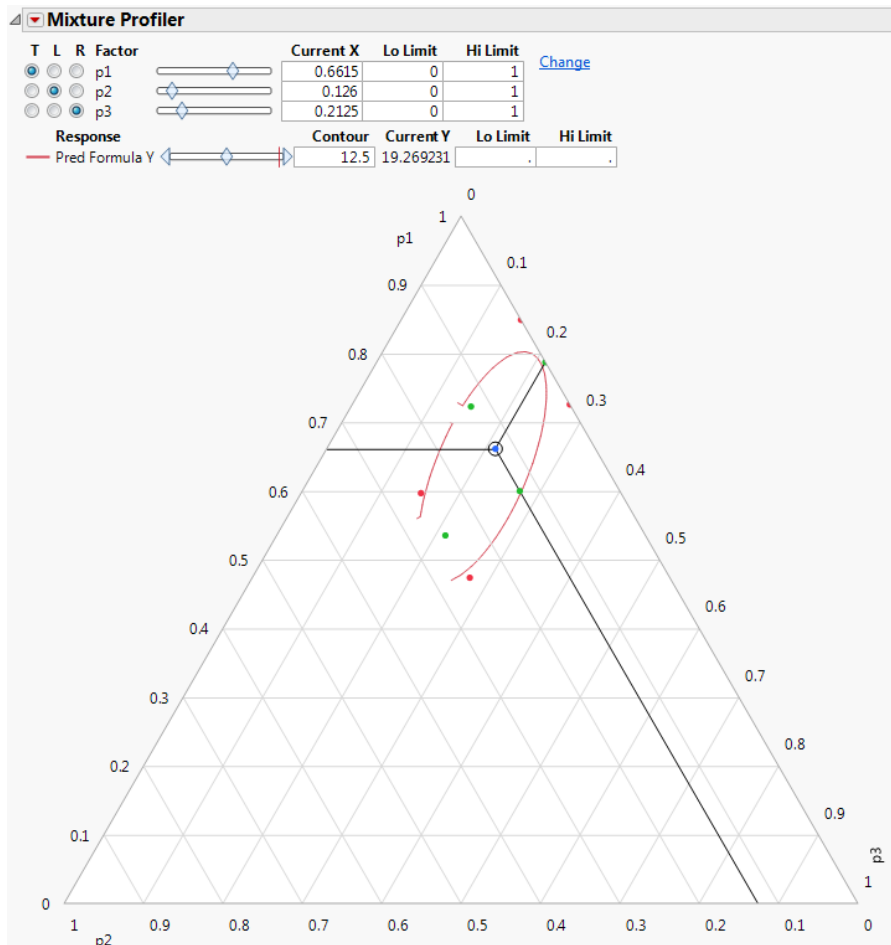 Mixture Profiler
T L R Factor Current X Lo Limit Hi Limit
p1 0.6615 0 1 Change
p2 0.126 0 1
p3 0.2125 0 1
Response Contour Current Y Lo Limit Hi Limit
Pred Formula Y 12.5 19.269231 . .
0
1
p1
0.1
0.9
0.2
0.8
0.3
0.7
0.4
0.6
0.5
0.5
0.6
0.4
0.7
0.3
0.8
0.2
0.9
0.1
p3
1
0
1 0.9 0.8 0.7 0.6 0.5 0.4 0.3 0.2 0.1 0
p2